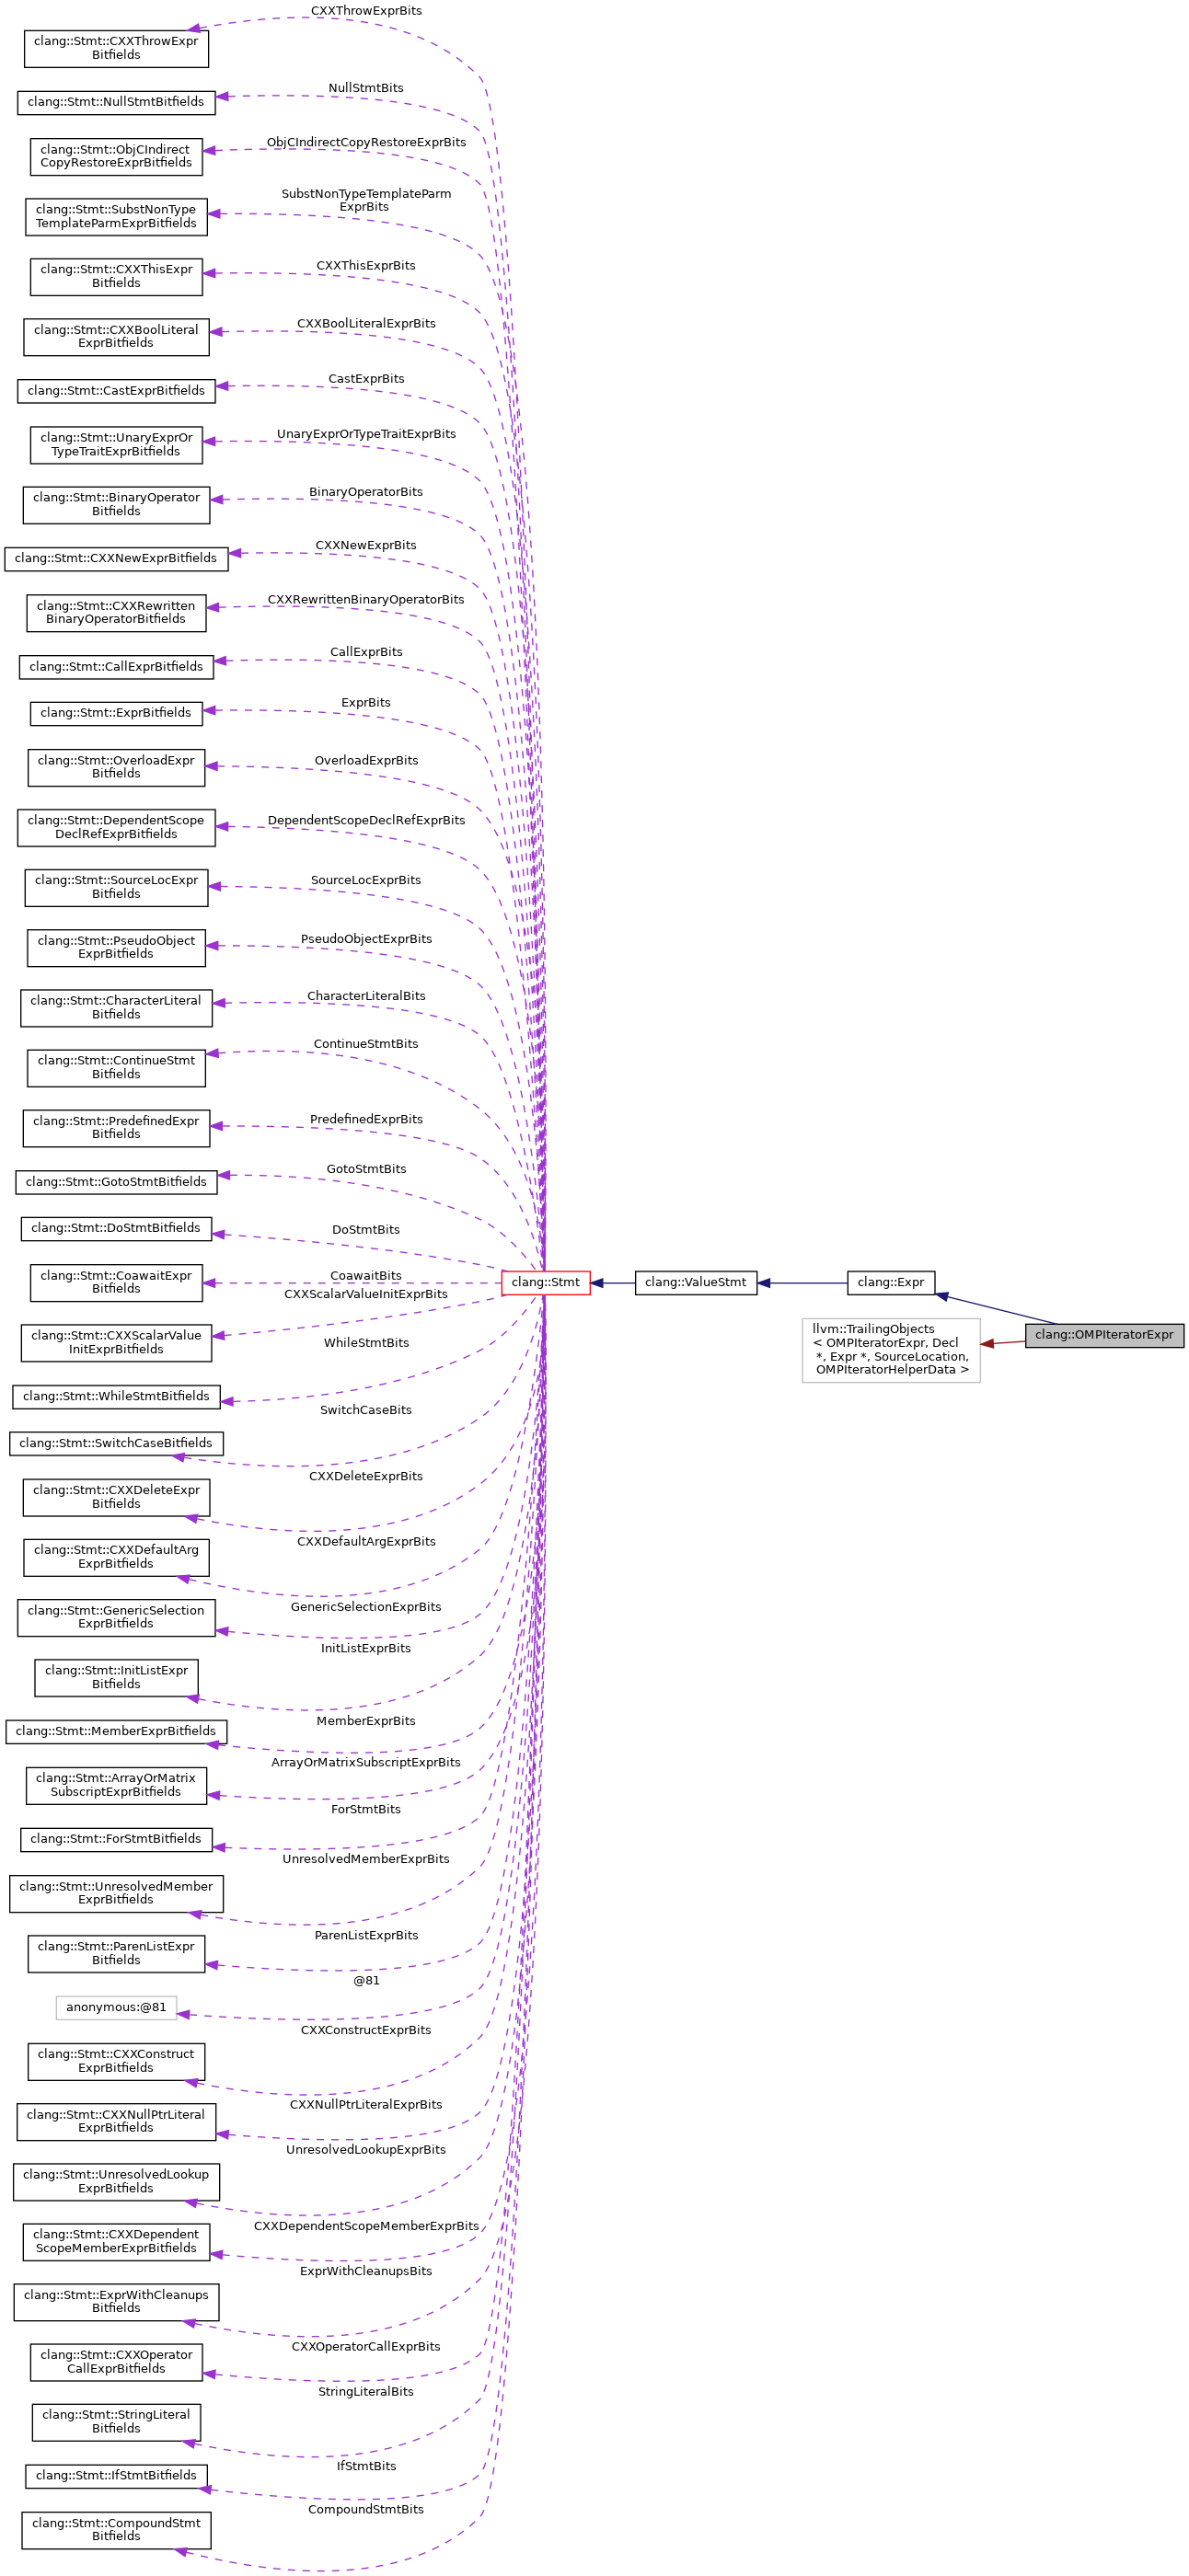 CXXThrowExprBits
clang::Stmt::CXXThrowExpr
Bitfields
NullStmtBits
clang::Stmt::NullStmtBitfields
ObjCIndirectCopyRestoreExprBits
clang::Stmt::ObjCIndirect
CopyRestoreExprBitfields
SubstNonTypeTemplateParm
ExprBits
clang::Stmt::SubstNonType
TemplateParmExprBitfields
CXXThisExprBits
clang::Stmt::CXXThisExpr
Bitfields
CXXBoolLiteralExprBits
clang::Stmt::CXXBoolLiteral
ExprBitfields
CastExprBits
clang::Stmt::CastExprBitfields
UnaryExprOrTypeTraitExprBits
clang::Stmt::UnaryExprOr
TypeTraitExprBitfields
BinaryOperatorBits
clang::Stmt::BinaryOperator
Bitfields
CXXNewExprBits
clang::Stmt::CXXNewExprBitfields
CXXRewrittenBinaryOperatorBits
clang::Stmt::CXXRewritten
BinaryOperatorBitfields
CallExprBits
clang::Stmt::CallExprBitfields
ExprBits
clang::Stmt::ExprBitfields
OverloadExprBits
clang::Stmt::OverloadExpr
Bitfields
DependentScopeDeclRefExprBits
clang::Stmt::DependentScope
DeclRefExprBitfields
SourceLocExprBits
clang::Stmt::SourceLocExpr
Bitfields
PseudoObjectExprBits
clang::Stmt::PseudoObject
ExprBitfields
CharacterLiteralBits
clang::Stmt::CharacterLiteral
Bitfields
ContinueStmtBits
clang::Stmt::ContinueStmt
Bitfields
PredefinedExprBits
clang::Stmt::PredefinedExpr
Bitfields
GotoStmtBits
clang::Stmt::GotoStmtBitfields
DoStmtBits
clang::Stmt::DoStmtBitfields
CoawaitBits
clang::Stmt::CoawaitExpr
Bitfields
clang::Stmt
clang::ValueStmt
clang::Expr
clang::OMPIteratorExpr
llvm::TrailingObjects
< OMPIteratorExpr, Decl
*, Expr *, SourceLocation,
OMPIteratorHelperData >
CXXScalarValueInitExprBits
clang::Stmt::CXXScalarValue
InitExprBitfields
WhileStmtBits
clang::Stmt::WhileStmtBitfields
SwitchCaseBits
clang::Stmt::SwitchCaseBitfields
CXXDeleteExprBits
clang::Stmt::CXXDeleteExpr
Bitfields
CXXDefaultArgExprBits
clang::Stmt::CXXDefaultArg
ExprBitfields
GenericSelectionExprBits
clang::Stmt::GenericSelection
ExprBitfields
InitListExprBits
clang::Stmt::InitListExpr
Bitfields
MemberExprBits
clang::Stmt::MemberExprBitfields
ArrayOrMatrixSubscriptExprBits
clang::Stmt::ArrayOrMatrix
SubscriptExprBitfields
ForStmtBits
clang::Stmt::ForStmtBitfields
UnresolvedMemberExprBits
clang::Stmt::UnresolvedMember
ExprBitfields
ParenListExprBits
clang::Stmt::ParenListExpr
Bitfields
@81
anonymous:@81
CXXConstructExprBits
clang::Stmt::CXXConstruct
ExprBitfields
CXXNullPtrLiteralExprBits
clang::Stmt::CXXNullPtrLiteral
ExprBitfields
UnresolvedLookupExprBits
clang::Stmt::UnresolvedLookup
ExprBitfields
CXXDependentScopeMemberExprBits
clang::Stmt::CXXDependent
ScopeMemberExprBitfields
ExprWithCleanupsBits
clang::Stmt::ExprWithCleanups
Bitfields
CXXOperatorCallExprBits
clang::Stmt::CXXOperator
CallExprBitfields
StringLiteralBits
clang::Stmt::StringLiteral
Bitfields
IfStmtBits
clang::Stmt::IfStmtBitfields
CompoundStmtBits
clang::Stmt::CompoundStmt
Bitfields